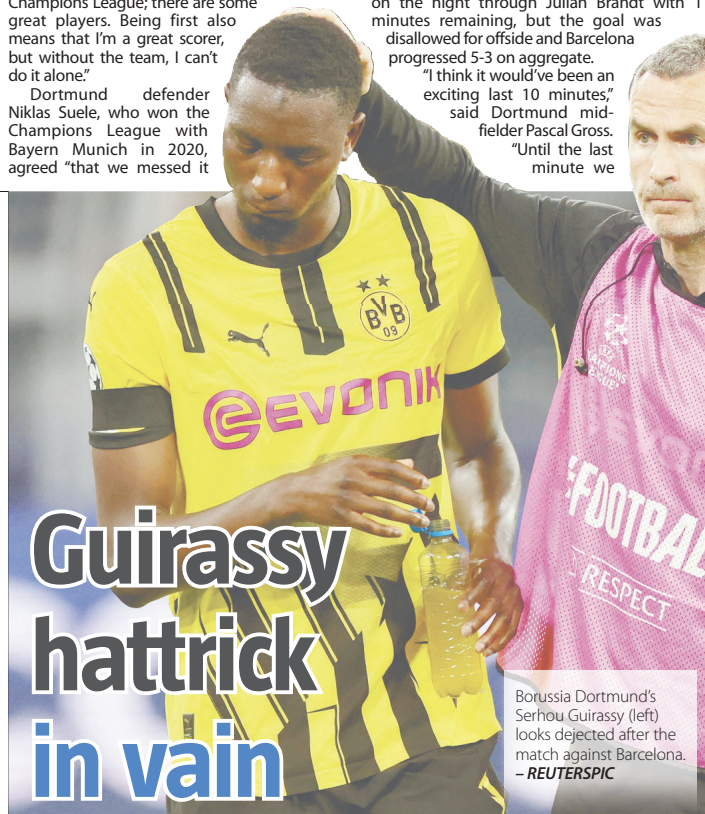 Champions League; there are some
great players. Being first also
means that I'm a great scorer,
but without the team, I can't
do it alone."
Dortmund defender
Niklas Suele, who won the
Champions League with
Bayern Munich in 2020,
agreed "that we messed it
on the night through Julian Brandt with 1
minutes remaining, but the goal was
disallowed for offside and Barcelona
progressed 5-3 on aggregate.
"I think it would've been an
exciting last 10 minutes,"
said Dortmund mid-
fielder Pascal Gross.
"Until the last
minute we
BVB
09
PUMA
EVONIK
CHAMPIONS
LEAGUE
#FOOTBAL
RESPECT
Guirassy
hattrick
in vain
Borussia Dortmund's
Serhou Guirassy (left)
looks dejected after the
match against Barcelona.
– REUTERSPIC